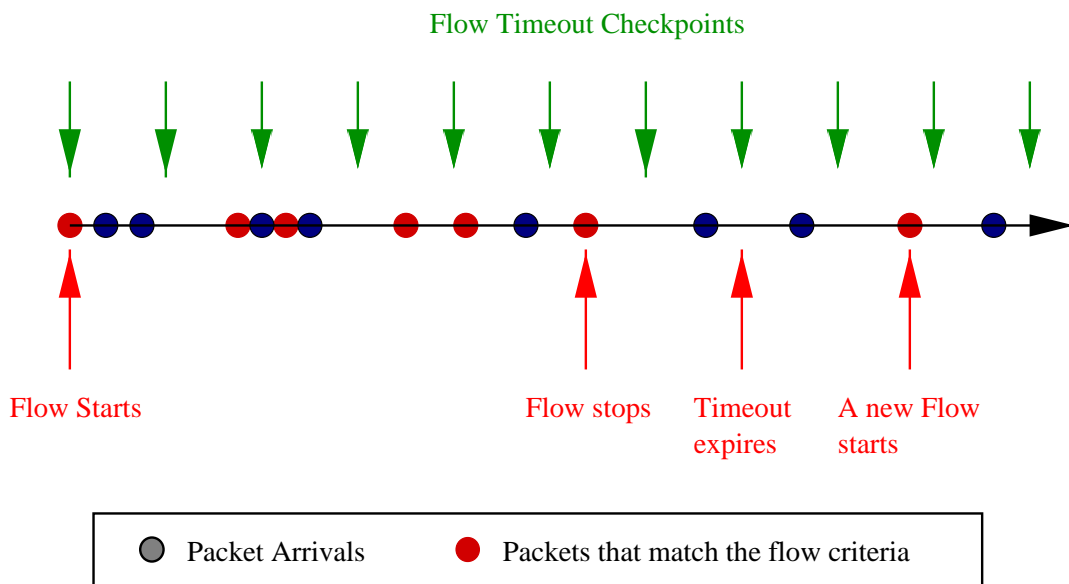 Flow Timeout Checkpoints
Flow Starts
Flow stops
Timeout
expires
A new Flow
starts
Packet Arrivals
Packets that match the flow criteria